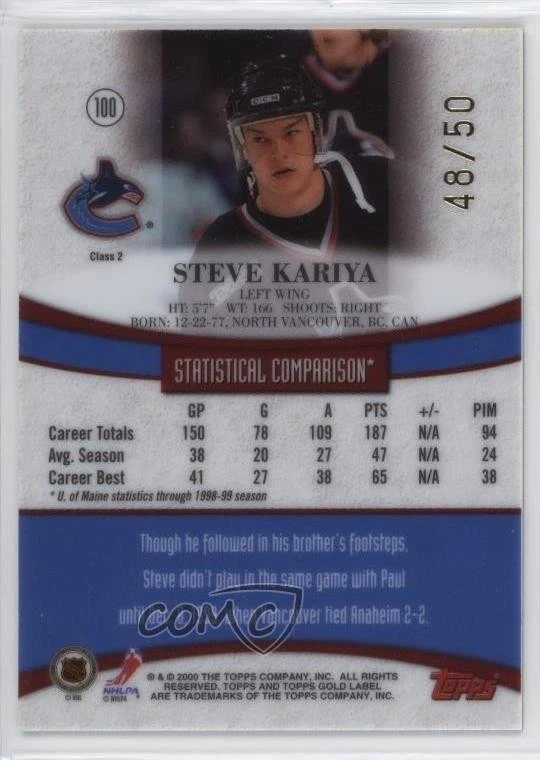 100
48/50
CCM
Class 2
STEVE KARIYA
LEFT WING
HT: 5'7" WT: 166 SHOOTS: RIGHT
BORN: 12-22-77, NORTH VANCOUVER, BC, CAN
STATISTICAL COMPARISON*
GP G A PTS +/- PIM
Career Totals 150 78 109 187 N/A 94
Avg. Season 38 20 27 47 N/A 24
Career Best 41 27 38 65 N/A 38
* U. of Maine statistics through 1998-99 season
Though he followed in his brother's footsteps,
Steve didn't play in the same game with Paul
until when Vancouver tied Anaheim 2-2.
COMC
® & © 2000 THE TOPPS COMPANY, INC. ALL RIGHTS
RESERVED. TOPPS AND TOPPS GOLD LABEL
ARE TRADEMARKS OF THE TOPPS COMPANY, INC.
© NHL
NHLPA
© NHLPA
TOPPS